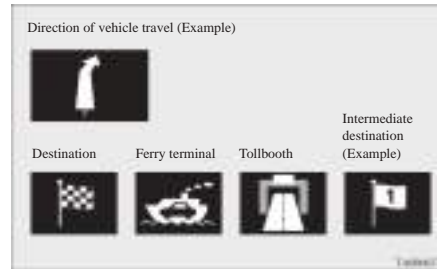 Direction of vehicle travel (Example)
Intermediate
destination
(Example)
Destination
Ferry terminal
Tollbooth
1